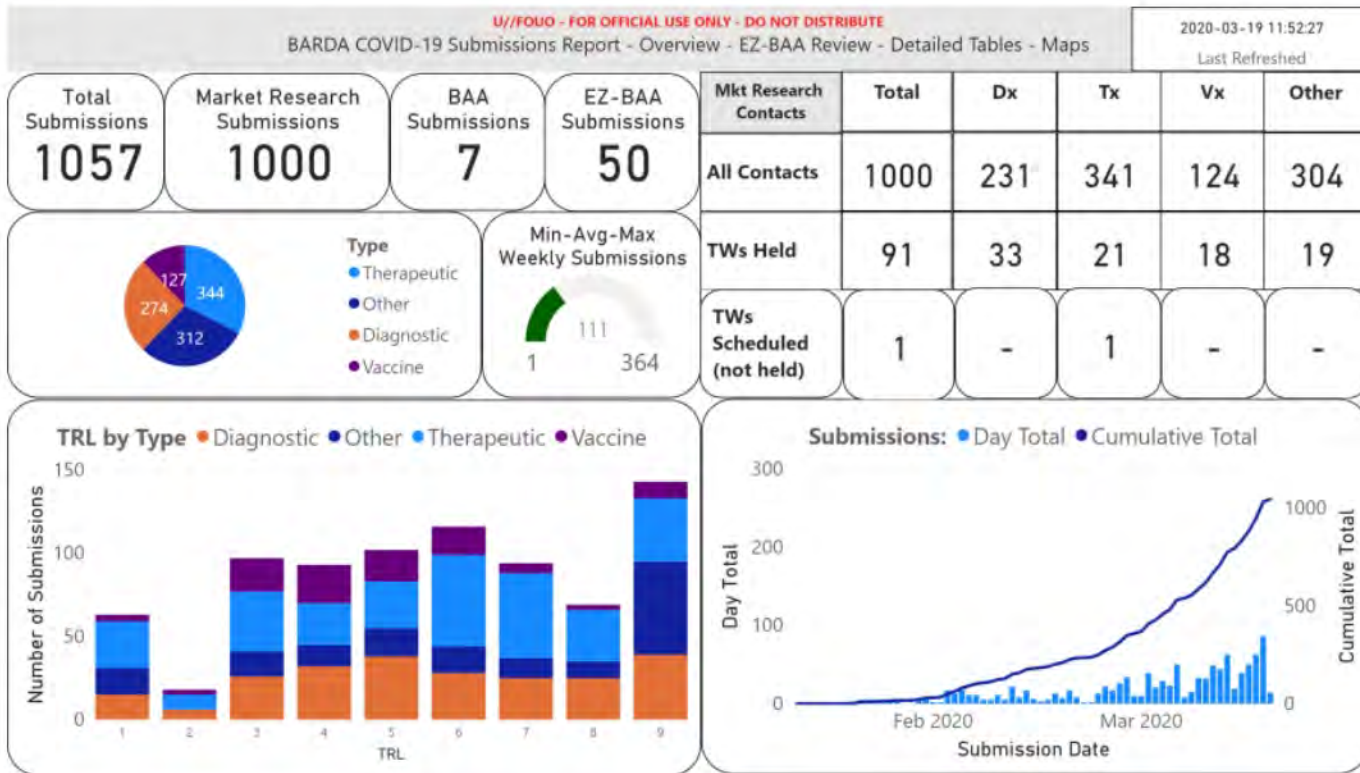 U//FOUO - FOR OFFICIAL USE ONLY - DO NOT DISTRIBUTE
BARDA COVID-19 Submissions Report - Overview - EZ-BAA Review - Detailed Tables - Maps
2020-03-19 11:52:27
Last Refreshed
Total
Submissions
1057
Market Research
Submissions
1000
BAA
Submissions
7
EZ-BAA
Submissions
50
Mkt Research
Contacts
Total Dx Tx Vx Other
All Contacts 1000 231 341 124 304
TWs Held 91 33 21 18 19
TWs
Scheduled
(not held)
1 - 1 - -
127
344
274
312
Type
Therapeutic
Other
Diagnostic
Vaccine
Min-Avg-Max
Weekly Submissions
111
1 364
TRL by Type Diagnostic Other Therapeutic Vaccine
Number of Submissions
150
100
50
0
1 2 3 4 5 6 7 8 9
TRL
Submissions: Day Total Cumulative Total
Day Total
300
200
100
0
1000
500
0
Cumulative Total
Feb 2020 Mar 2020
Submission Date